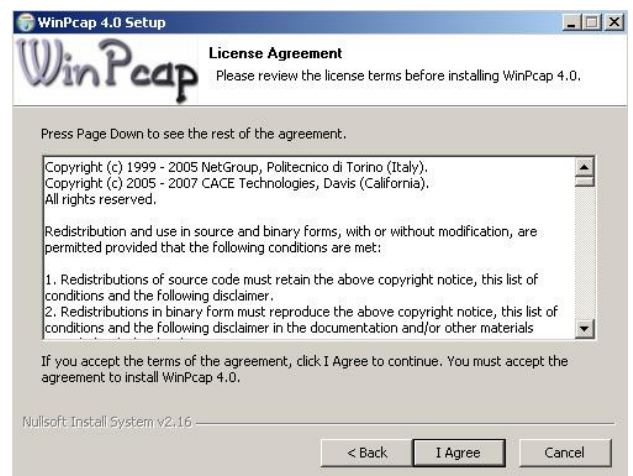 WinPcap 4.0 Setup
WinPcap
License Agreement
Please review the license terms before installing WinPcap 4.0.
Press Page Down to see the rest of the agreement.
Copyright (c) 1999 - 2005 NetGroup, Politecnico di Torino (Italy).
Copyright (c) 2005 - 2007 CACE Technologies, Davis (California).
All rights reserved.
Redistribution and use in source and binary forms, with or without modification, are
permitted provided that the following conditions are met:
1. Redistributions of source code must retain the above copyright notice, this list of
conditions and the following disclaimer.
2. Redistributions in binary form must reproduce the above copyright notice, this list of
conditions and the following disclaimer in the documentation and/or other materials
If you accept the terms of the agreement, click I Agree to continue. You must accept the
agreement to install WinPcap 4.0.
Nullsoft Install System v2.16
< Back
I Agree
Cancel